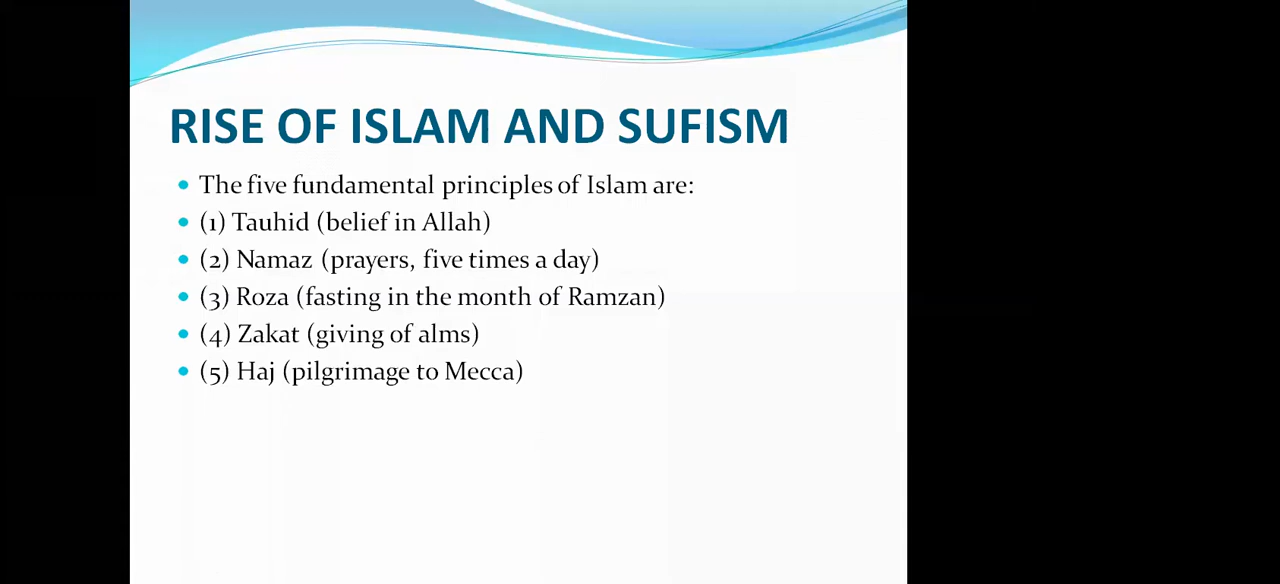 RISE OF ISLAM AND SUFISM
• The five fundamental principles of Islam are:
• (1) Tauhid (belief in Allah)
• (2) Namaz (prayers, five times a day)
• (3) Roza (fasting in the month of Ramzan)
• (4) Zakat (giving of alms)
• (5) Haj (pilgrimage to Mecca)